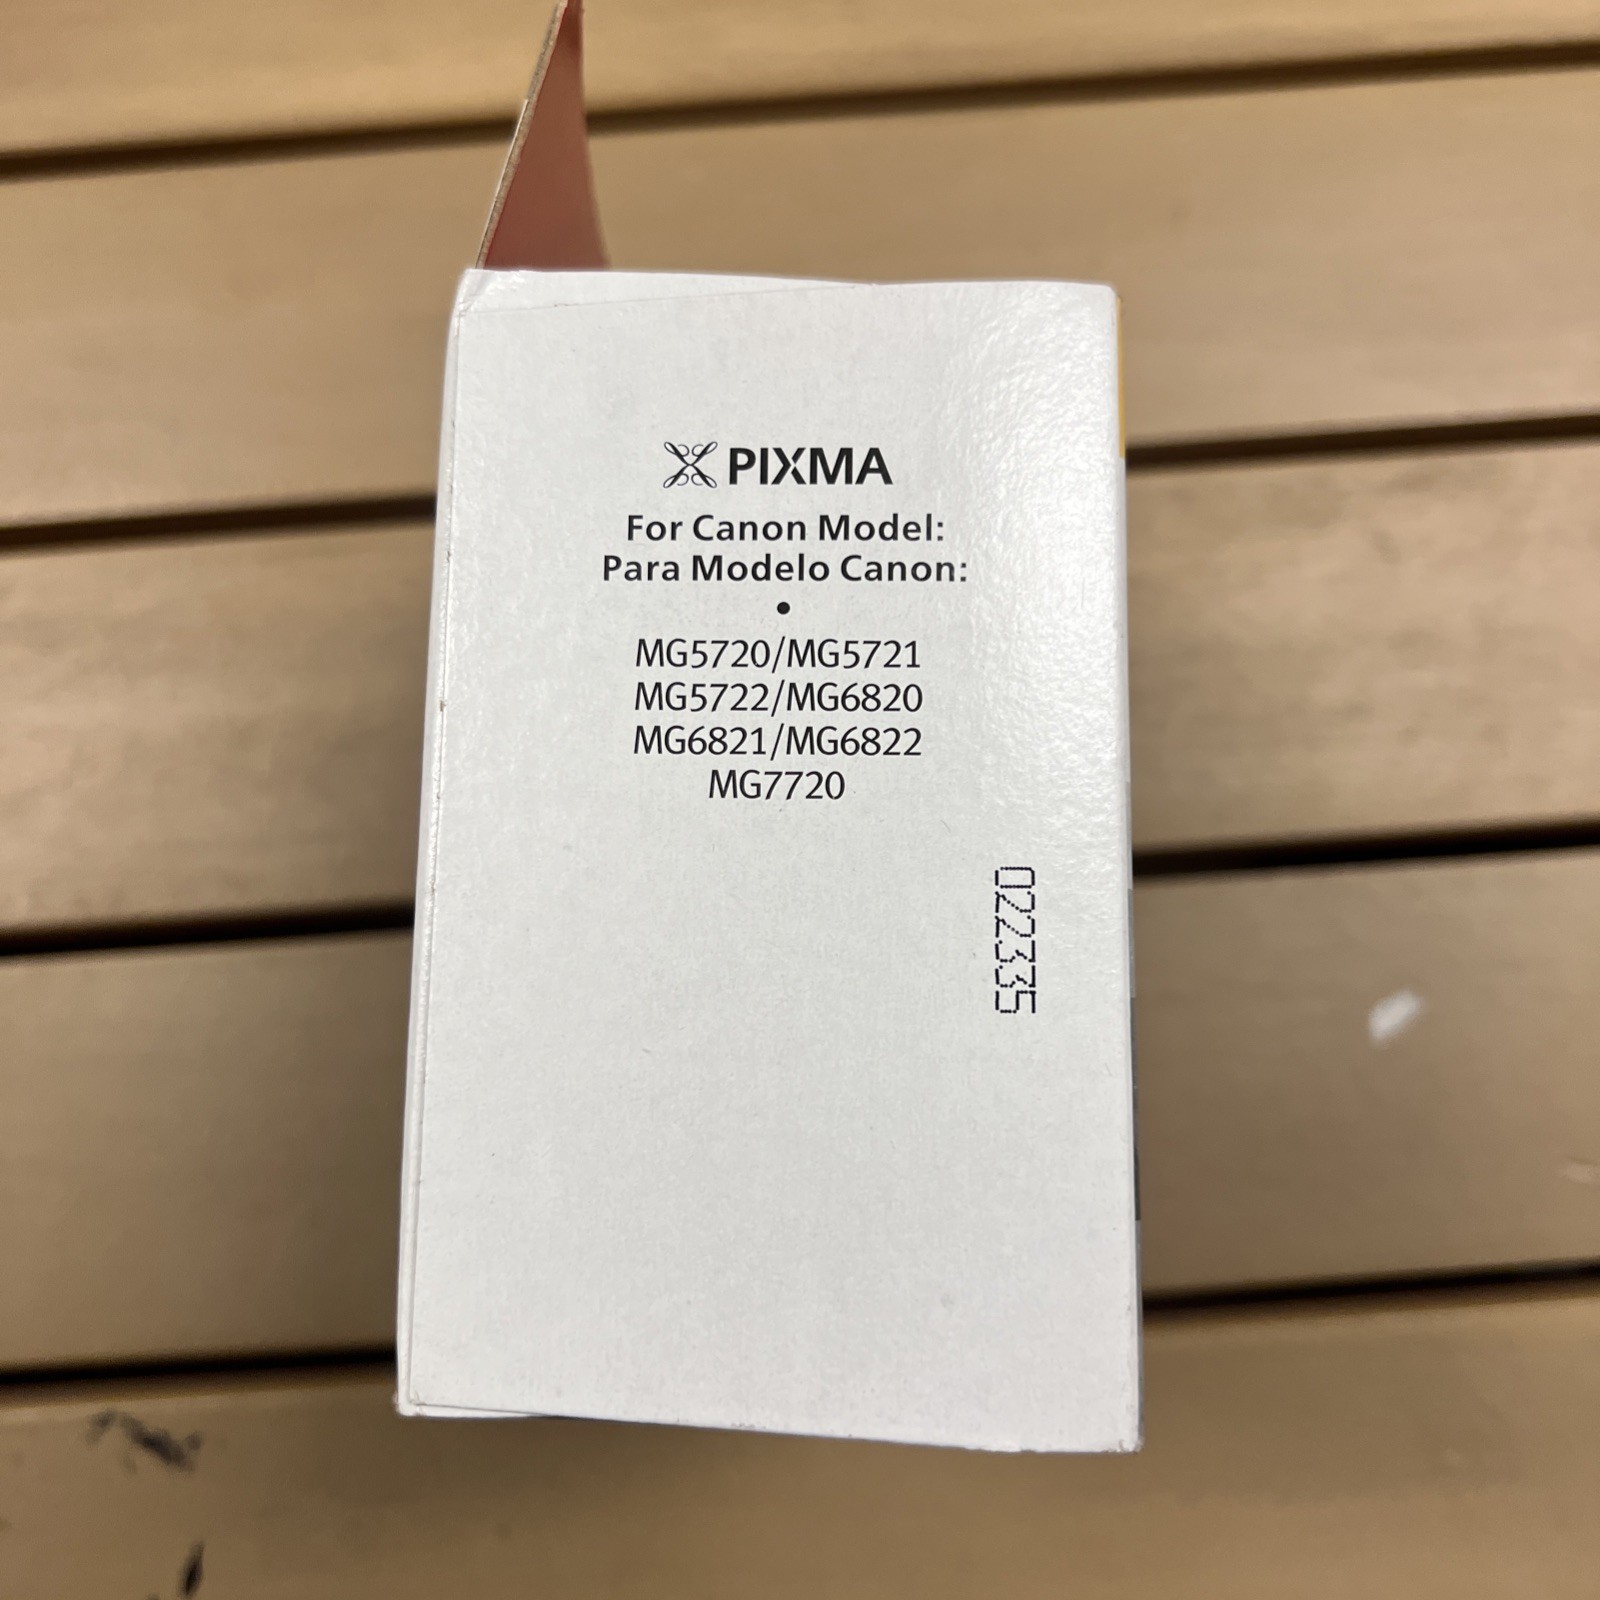 PIXMA
For Canon Model:
Para Modelo Canon:
•
MG5720/MG5721
MG5722/MG6820
MG6821/MG6822
MG7720
022335